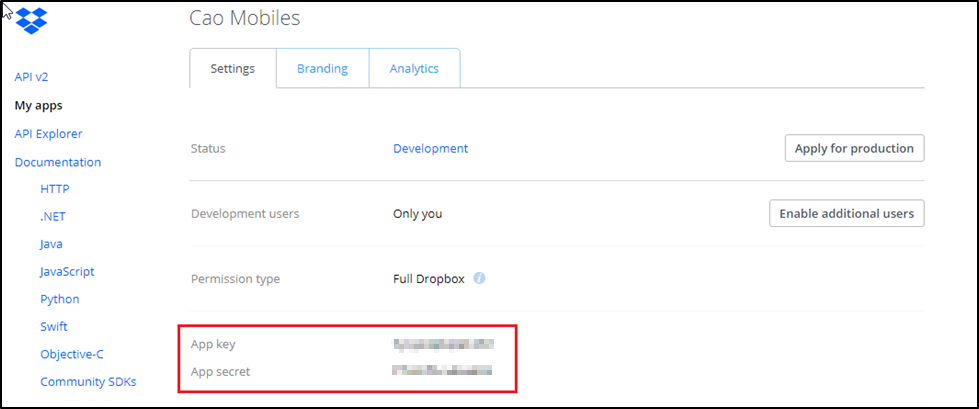 Cao Mobiles
Settings Branding Analytics
API v2
My apps
API Explorer
Documentation
HTTP
.NET
Java
JavaScript
Python
Swift
Objective-C
Community SDKs
Status Development Apply for production
Development users Only you Enable additional users
Permission type Full Dropbox i
App key
App secret